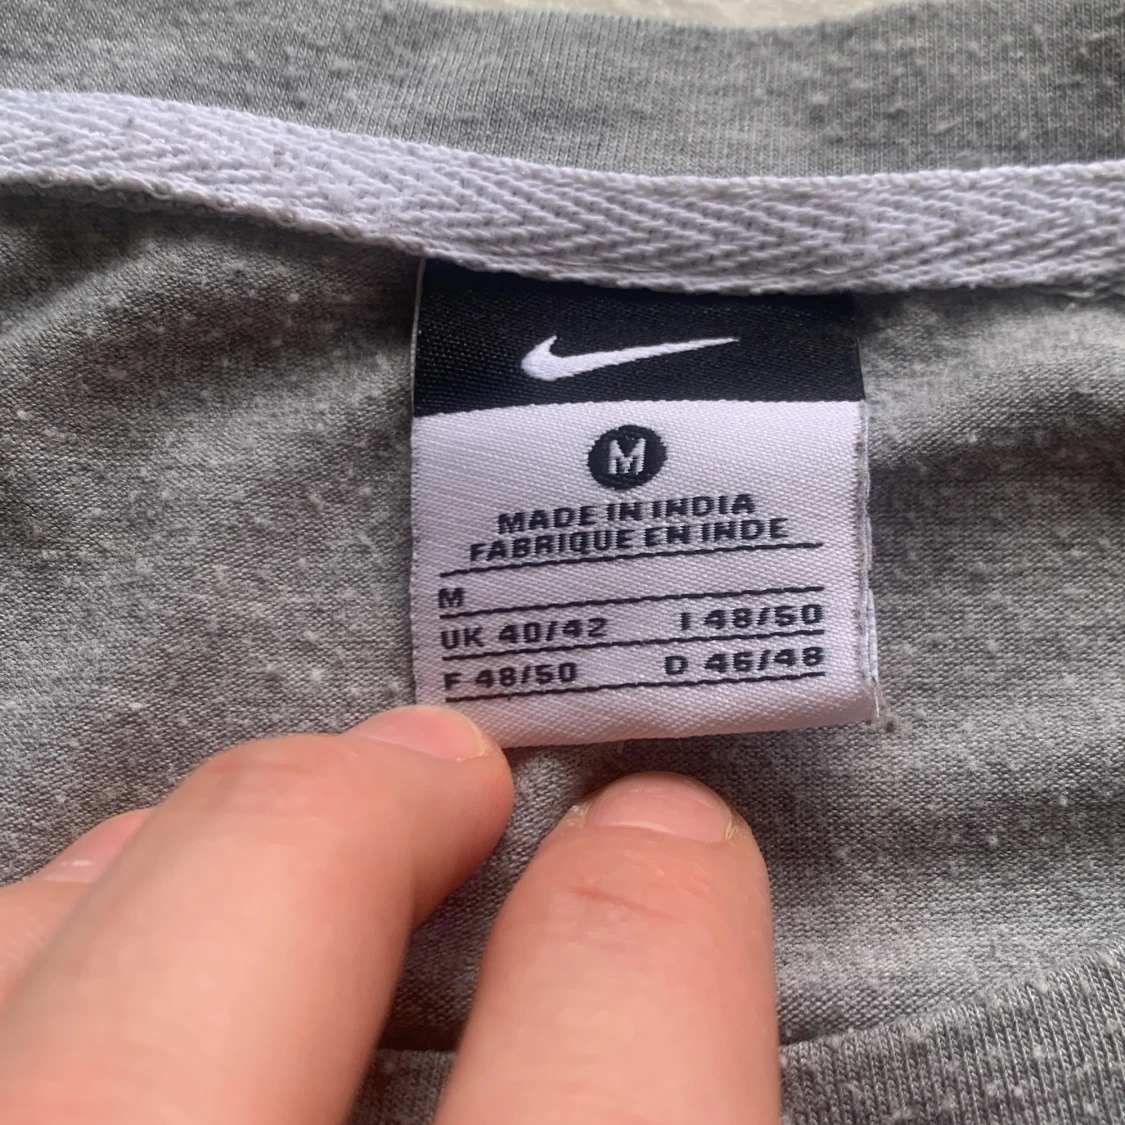 M
MADE IN INDIA
FABRIQUE EN INDE
M
UK 40/42 I 48/50
F 48/50 D 46/48